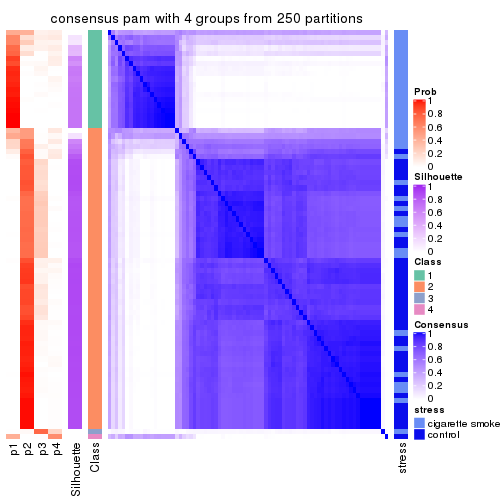 consensus pam with 4 groups from 250 partitions
Prob
1
0.8
0.6
0.4
0.2
0
Silhouette
1
0.8
0.6
0.4
0.2
0
Class
1
2
3
4
Consensus
1
0.8
0.6
0.4
0.2
0
stress
cigarette smoke
control
p1
p2
p3
p4
Silhouette
Class
stress